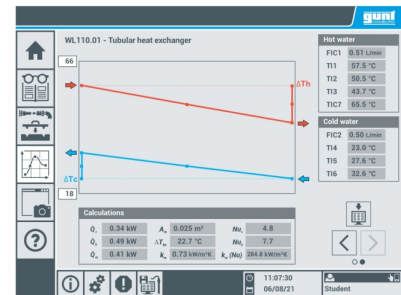 gunt
WL110.01 - Tubular heat exchanger
66
ΔTh
ΔTc
18
Hot water
FIC1 0.51 L/min
TI1 57.5 °C
TI2 50.5 °C
TI3 43.7 °C
TIC7 65.5 °C
Cold water
FIC2 0.50 L/min
TI4 23.0 °C
TI5 27.6 °C
TI6 32.6 °C
Calculations
0.34 kW Aₘ 0.025 m² 4.8
0.49 kW 22.7 °C 7.7
0.41 kW kₘ 0.73 kW/m²K kₘ (Nu) 284.8 kW/m²K
11:07:30
06/08/21
Student